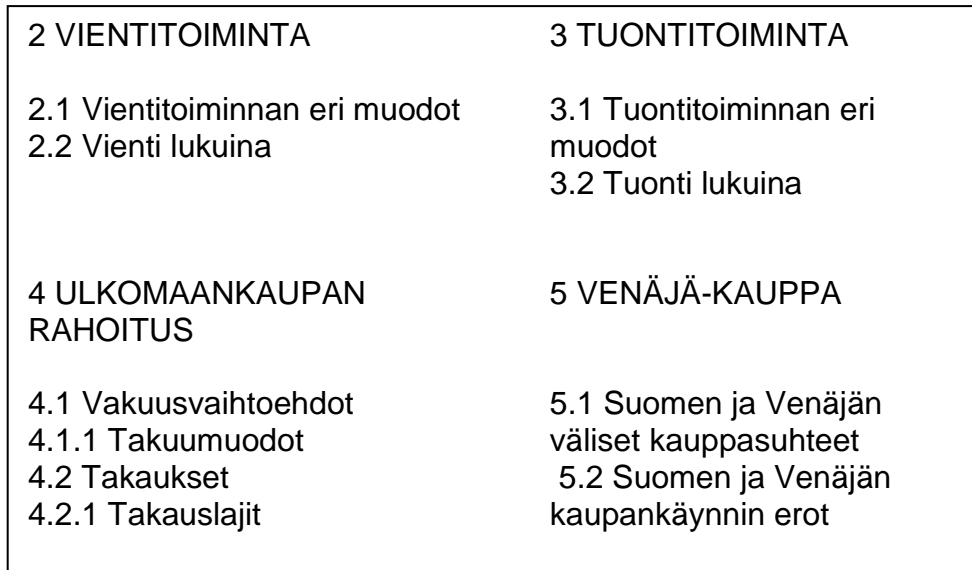 2 VIENTITOIMINTA
2.1 Vientitoiminnan eri muodot
2.2 Vienti lukuina
3 TUONTITOIMINTA
3.1 Tuontitoiminnan eri
muodot
3.2 Tuonti lukuina
4 ULKOMAANKAUPAN
RAHOITUS
4.1 Vakuusvaihtoehdot
4.1.1 Takuumuodot
4.2 Takaukset
4.2.1 Takauslajit
5 VENÄJÄ-KAUPPA
5.1 Suomen ja Venäjän
väliset kauppasuhteet
5.2 Suomen ja Venäjän
kaupankäynnin erot